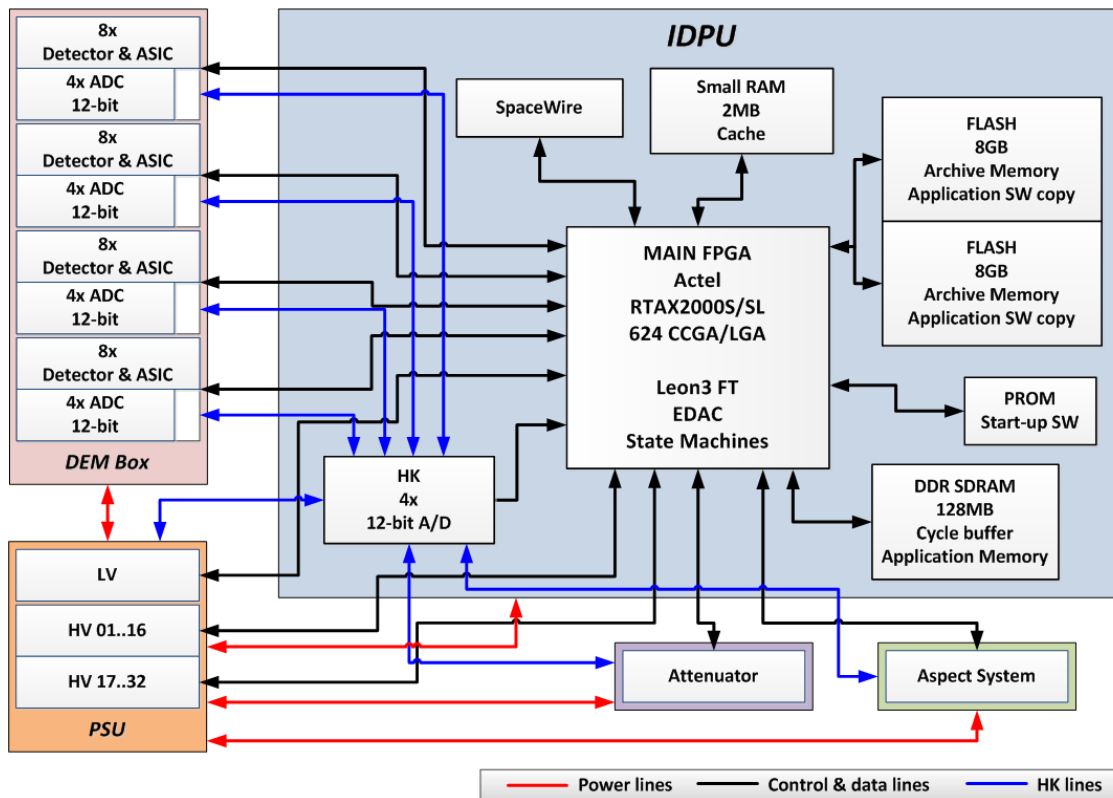 8x
Detector & ASIC
4x ADC
12-bit
8x
Detector & ASIC
4x ADC
12-bit
8x
Detector & ASIC
4x ADC
12-bit
8x
Detector & ASIC
4x ADC
12-bit
DEM Box
LV
HV 01..16
HV 17..32
PSU
IDPU
SpaceWire
Small RAM
2MB
Cache
FLASH
8GB
Archive Memory
Application SW copy
FLASH
8GB
Archive Memory
Application SW copy
MAIN FPGA
Actel
RTAX2000S/SL
624 CCGA/LGA
Leon3 FT
EDAC
State Machines
PROM
Start-up SW
HK
4x
12-bit A/D
DDR SDRAM
128MB
Cycle buffer
Application Memory
Attenuator
Aspect System
Power lines
Control & data lines
HK lines